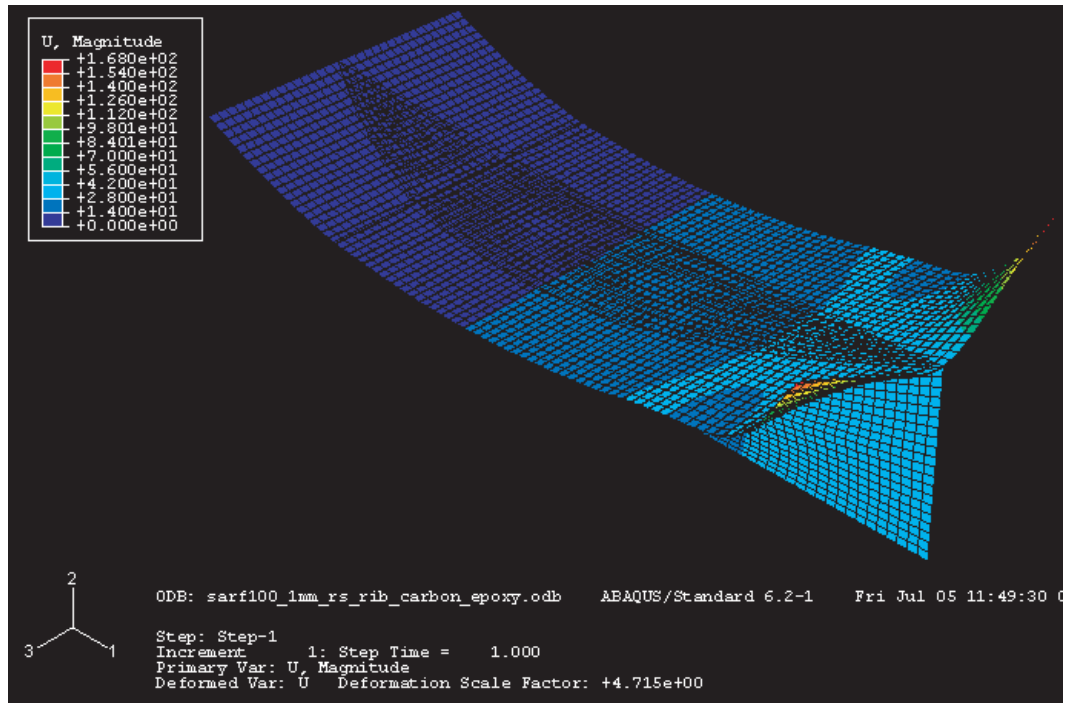 U, Magnitude
+1.680e+02
+1.540e+02
+1.400e+02
+1.260e+02
+1.120e+02
+9.801e+01
+8.401e+01
+7.000e+01
+5.600e+01
+4.200e+01
+2.800e+01
+1.400e+01
+0.000e+00
2
3
1
ODB: sarf100_1mm_rs_rib_carbon_epoxy.odb ABAQUS/Standard 6.2-1 Fri Jul 05 11:49:30
Step: Step-1
Increment 1: Step Time = 1.000
Primary Var: U, Magnitude
Deformed Var: U Deformation Scale Factor: +4.715e+00